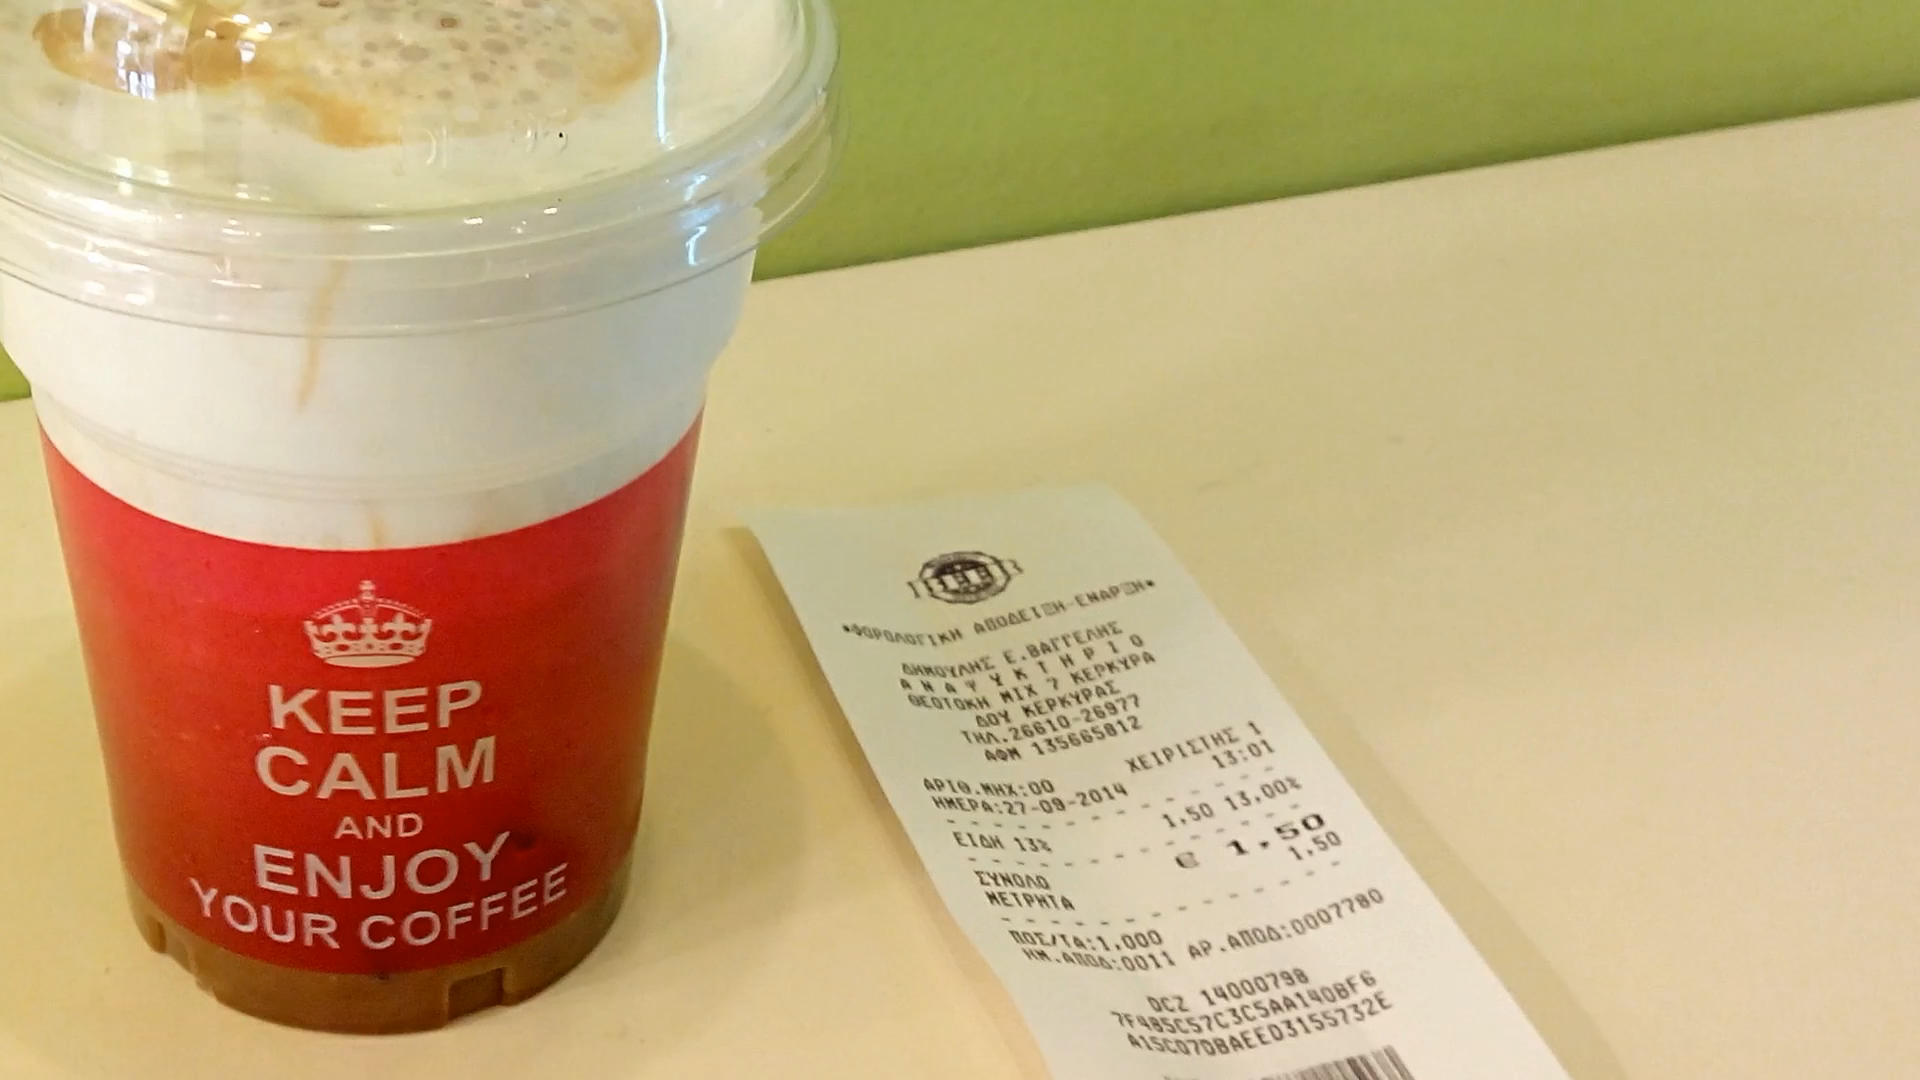 KEEP
CALM
AND
ENJOY
YOUR COFFEE
*ΦΟΡΟΛΟΓΙΚΗ ΑΠΟΔΕΙΞΗ-ΕΝΑΡΞΗ*
ΔΗΜΟΥΛΗΣ Ε.ΒΑΓΓΕΛΗΣ
Α Ν Α Ψ Υ Κ Τ Η Ρ Ι Ο
ΘΕΟΤΟΚΗ ΜΙΧ 7 ΚΕΡΚΥΡΑ
ΔΟΥ ΚΕΡΚΥΡΑΣ
ΤΗΛ.26610-26977
ΑΦΜ 135665812
ΧΕΙΡΙΣΤΗΣ 1
ΑΡΙΘ.ΜΗΧ:00 13:01
ΗΜΕΡΑ:27-09-2014
ΕΙΔΗ 13% 1,50 13,00%
ΣΥΝΟΛΟ € 1,50
ΜΕΤΡΗΤΑ 1,50
ΠΟΣ/ΤΑ:1,000
ΗΜ.ΑΠΟΔ:0011 ΑΡ.ΑΠΟΔ:0007780
DCZ 14000798
7F4B5C57C3C5AA140BF6
A15C07DBAEED3155732E